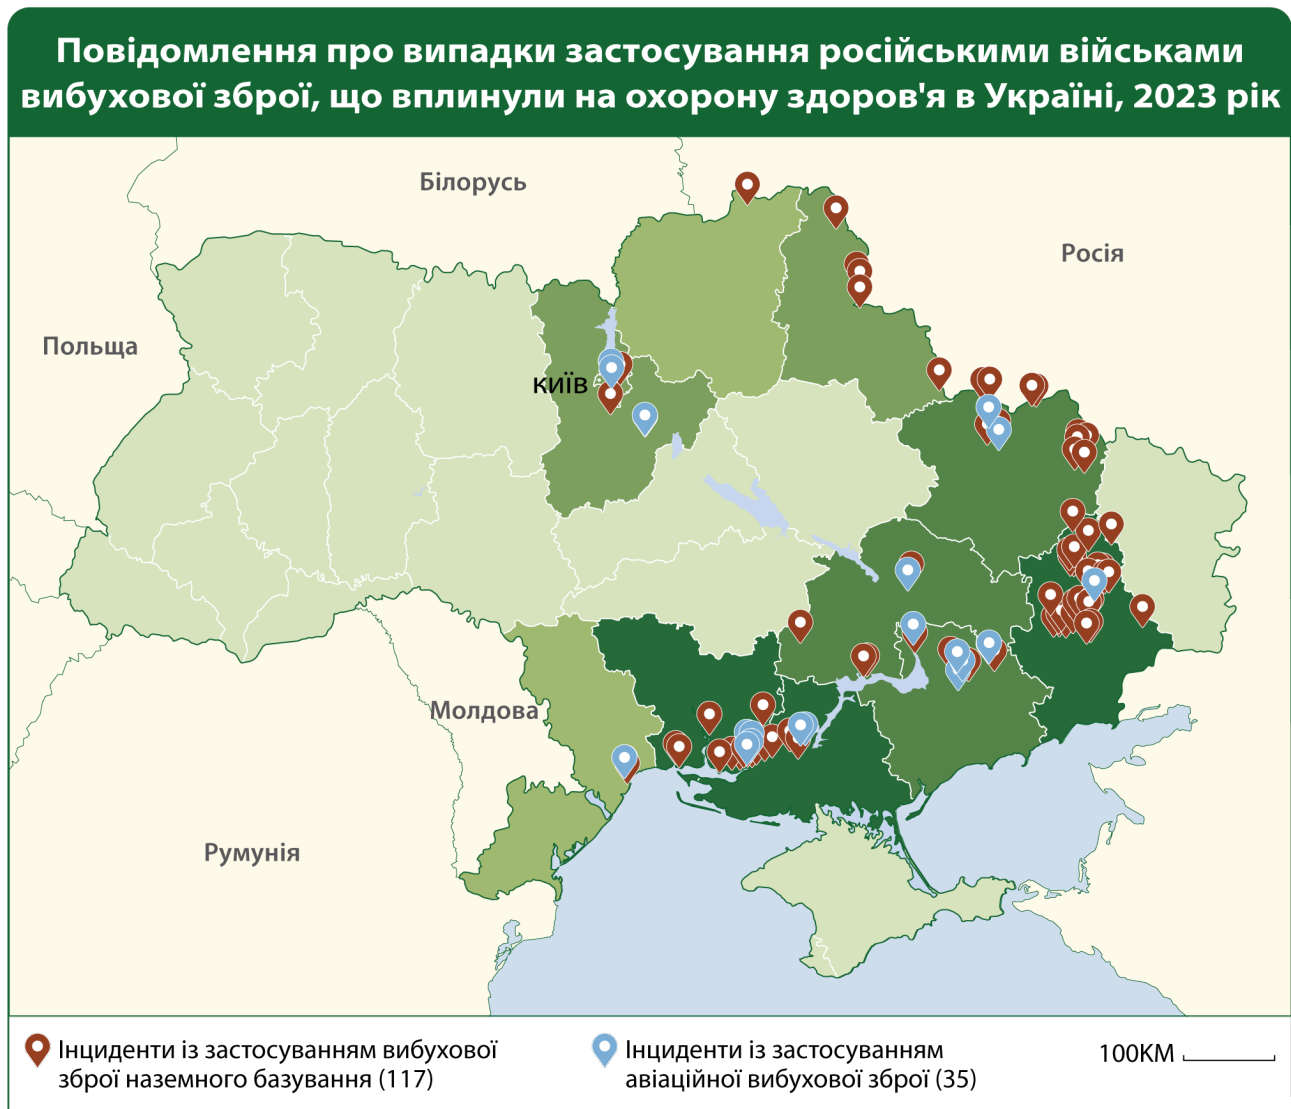 Повідомлення про випадки застосування російськими військами
вибухової зброї, що вплинули на охорону здоров'я в Україні, 2023 рік
Білорусь
Росія
Польща
київ
Молдова
Румунія
Інциденти із застосуванням вибухової
зброї наземного базування (117)
Інциденти із застосуванням
авіаційної вибухової зброї (35)
100КМ